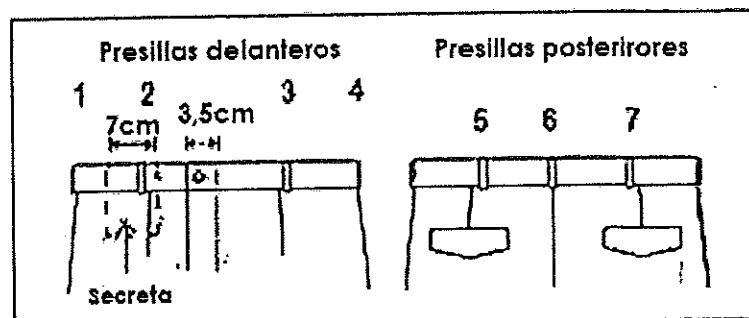 Presillas delanteros
1 2 3 4
7cm 3,5cm
Secreta
Presillas posterirores
5 6 7